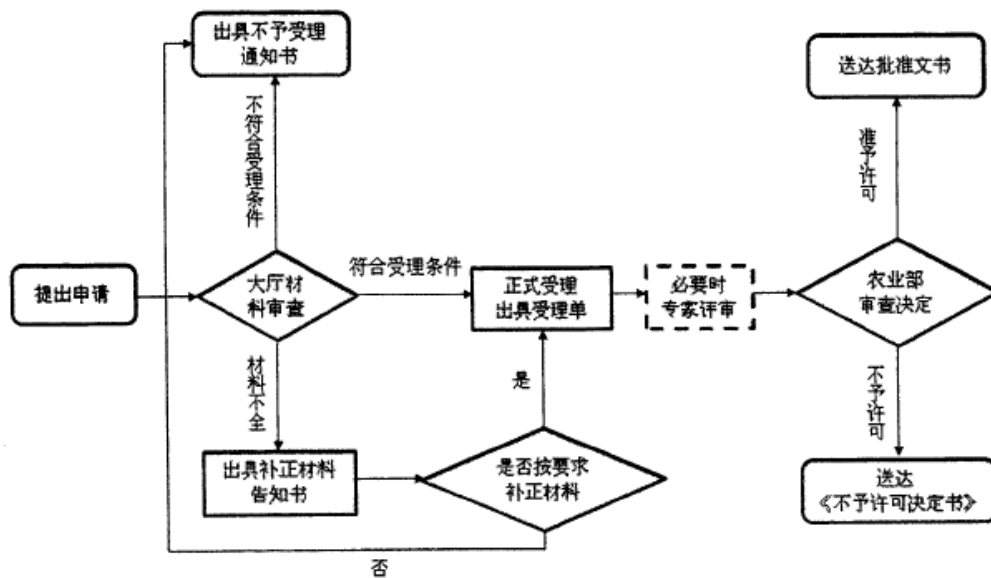 出具不予受理
通知书
送达批准文书
不符合受理条件
准予许可
提出申请
大厅材
料审查
符合受理条件
正式受理
出具受理单
必要时
专家评审
农业部
审查决定
材料不全
是
不予许可
出具补正材料
告知书
是否按要求
补正材料
送达
《不予许可决定书》
否